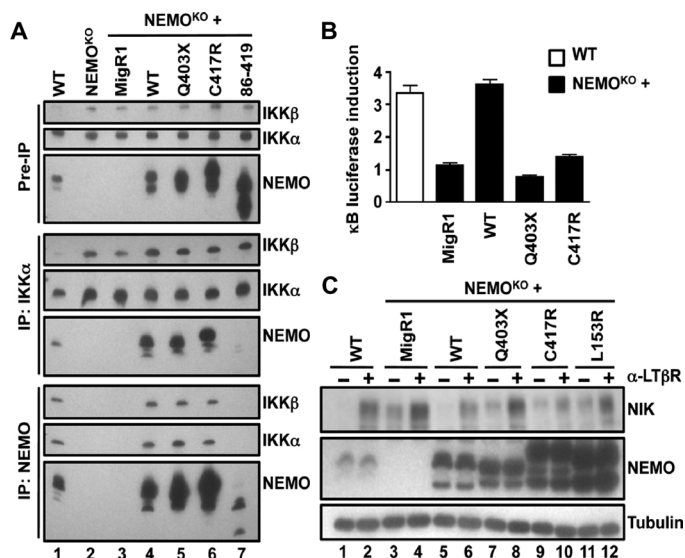 A
NEMOKO +
WT
NEMOKO
MigR1
WT
Q403X
C417R
86-419
Pre-IP
IKKβ
IKKα
NEMO
IP: IKKα
IKKβ
IKKα
NEMO
IP: NEMO
IKKβ
IKKα
NEMO
1 2 3 4 5 6 7
B
WT
NEMOKO +
κB luciferase induction
4
3
2
1
0
MigR1
WT
Q403X
C417R
C
NEMOKO +
WT
MigR1
WT
Q403X
C417R
L153R
– + – + – + – + – + – + α-LTβR
NIK
NEMO
Tubulin
1 2 3 4 5 6 7 8 9 10 11 12